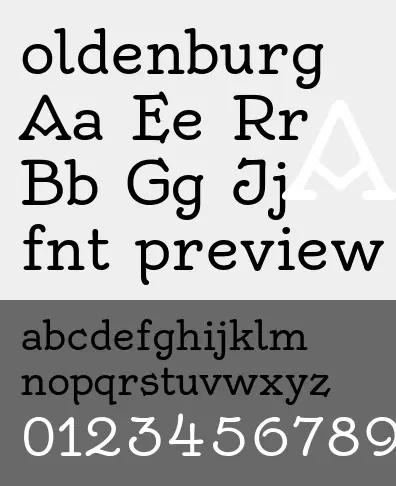 oldenburg
Aa Ee Rr
Bb Gg Jj
A
fnt preview
abcdefghijklm
nopqrstuvwxyz
0123456789